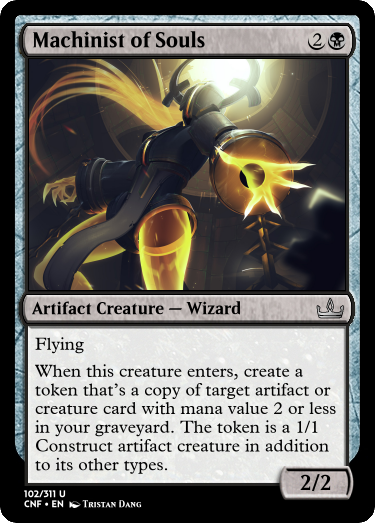 Machinist of Souls 2
Artifact Creature — Wizard
Flying
When this creature enters, create a
token that's a copy of target artifact or
creature card with mana value 2 or less
in your graveyard. The token is a 1/1
Construct artifact creature in addition
to its other types.
2/2
102/311 U
CNF • EN Tristan Dang